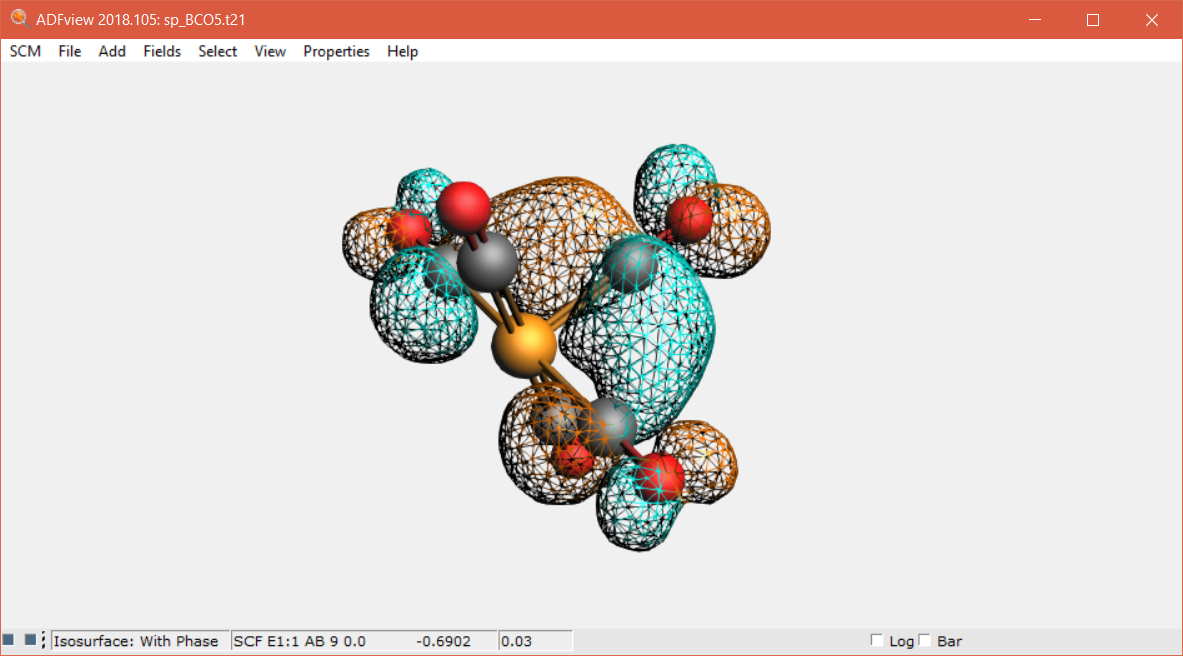 ADFview 2018.105: sp_BCO5.t21
SCM File Add Fields Select View Properties Help
Isosurface: With Phase SCF E1:1 AB 9 0.0 -0.6902 0.03 Log Bar